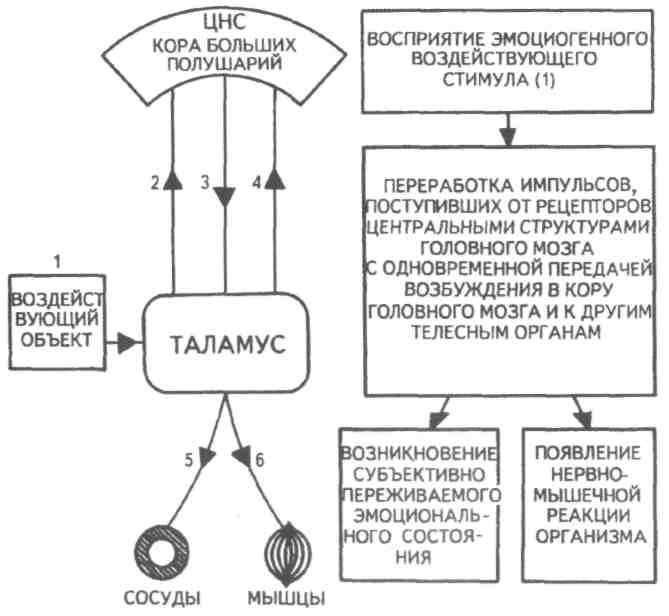 ЦНС
КОРА БОЛЬШИХ
ПОЛУШАРИЙ
2
3
4
1
ВОЗДЕЙСТ
ВУЮЩИЙ
ОБЪЕКТ
ТАЛАМУС
5
6
СОСУДЫ
МЫШЦЫ
ВОСПРИЯТИЕ ЭМОЦИОГЕННОГО
ВОЗДЕЙСТВУЮЩЕГО
СТИМУЛА (1)
ПЕРЕРАБОТКА ИМПУЛЬСОВ,
ПОСТУПИВШИХ ОТ РЕЦЕПТОРОВ
ЦЕНТРАЛЬНЫМИ СТРУКТУРАМИ
ГОЛОВНОГО МОЗГА
С ОДНОВРЕМЕННОЙ ПЕРЕДАЧЕЙ
ВОЗБУЖДЕНИЯ В КОРУ
ГОЛОВНОГО МОЗГА И К ДРУГИМ
ТЕЛЕСНЫМ ОРГАНАМ
ВОЗНИКНОВЕНИЕ
СУБЪЕКТИВНО
ПЕРЕЖИВАЕМОГО
ЭМОЦИОНАЛЬ-
НОГО СОСТОЯ-
НИЯ
ПОЯВЛЕНИЕ
НЕРВНО-
МЫШЕЧНОЙ
РЕАКЦИИ
ОРГАНИЗМА